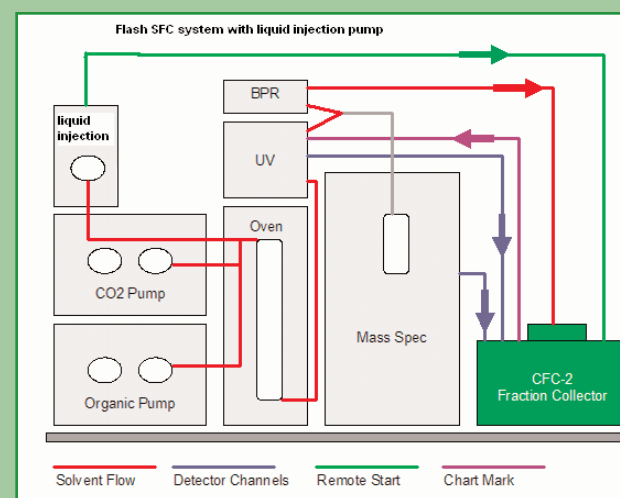 Flash SFC system with liquid injection pump
BPR
liquid
injection
UV
Oven
CO2 Pump
Mass Spec
CFC-2
Fraction Collector
Organic Pump
Solvent Flow
Detector Channels
Remote Start
Chart Mark